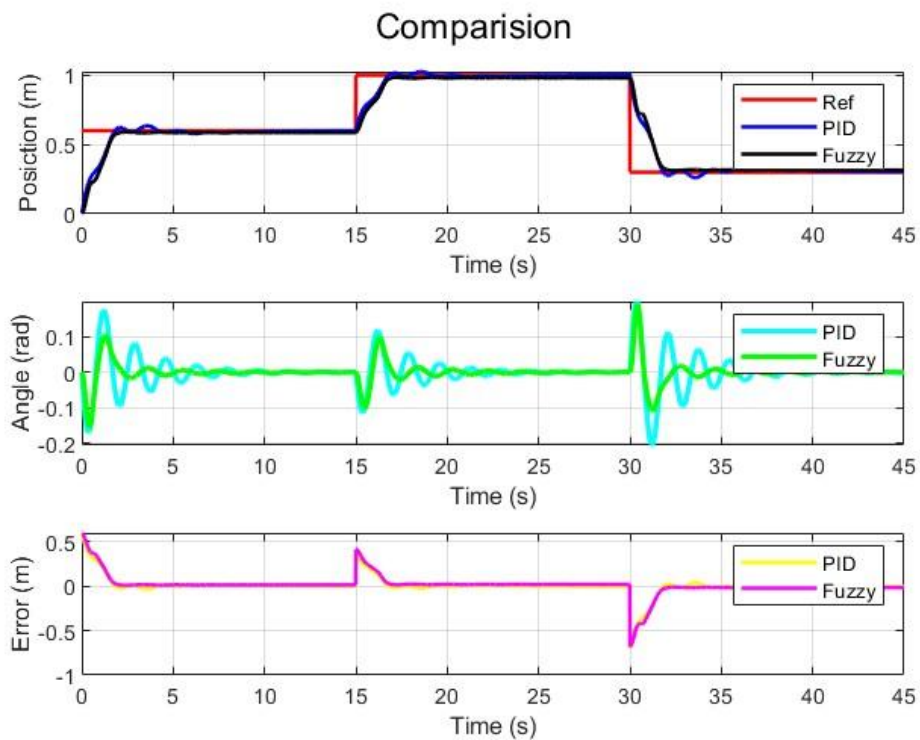 Comparision
Posiction (m)
1
0.5
0
Ref
PID
Fuzzy
0 5 10 15 20 25 30 35 40 45
Time (s)
Angle (rad)
0.1
0
-0.1
-0.2
PID
Fuzzy
0 5 10 15 20 25 30 35 40 45
Time (s)
Error (m)
0.5
0
-0.5
-1
PID
Fuzzy
0 5 10 15 20 25 30 35 40 45
Time (s)